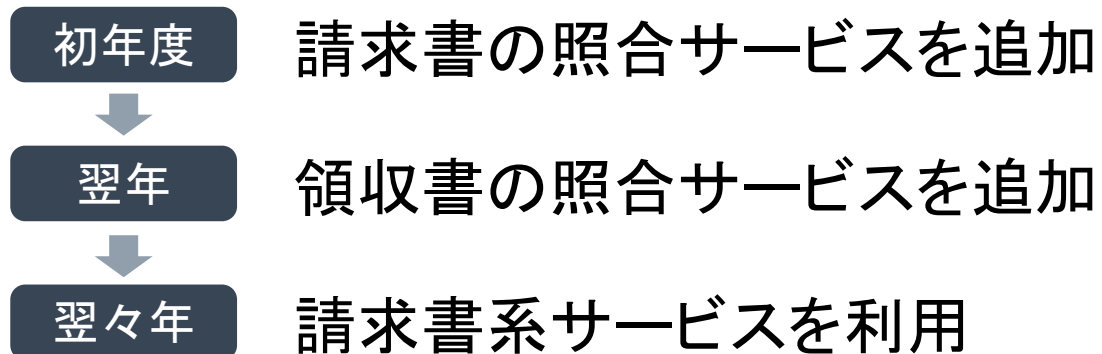 初年度
請求書の照合サービスを追加
翌年
領収書の照合サービスを追加
翌々年
請求書系サービスを利用